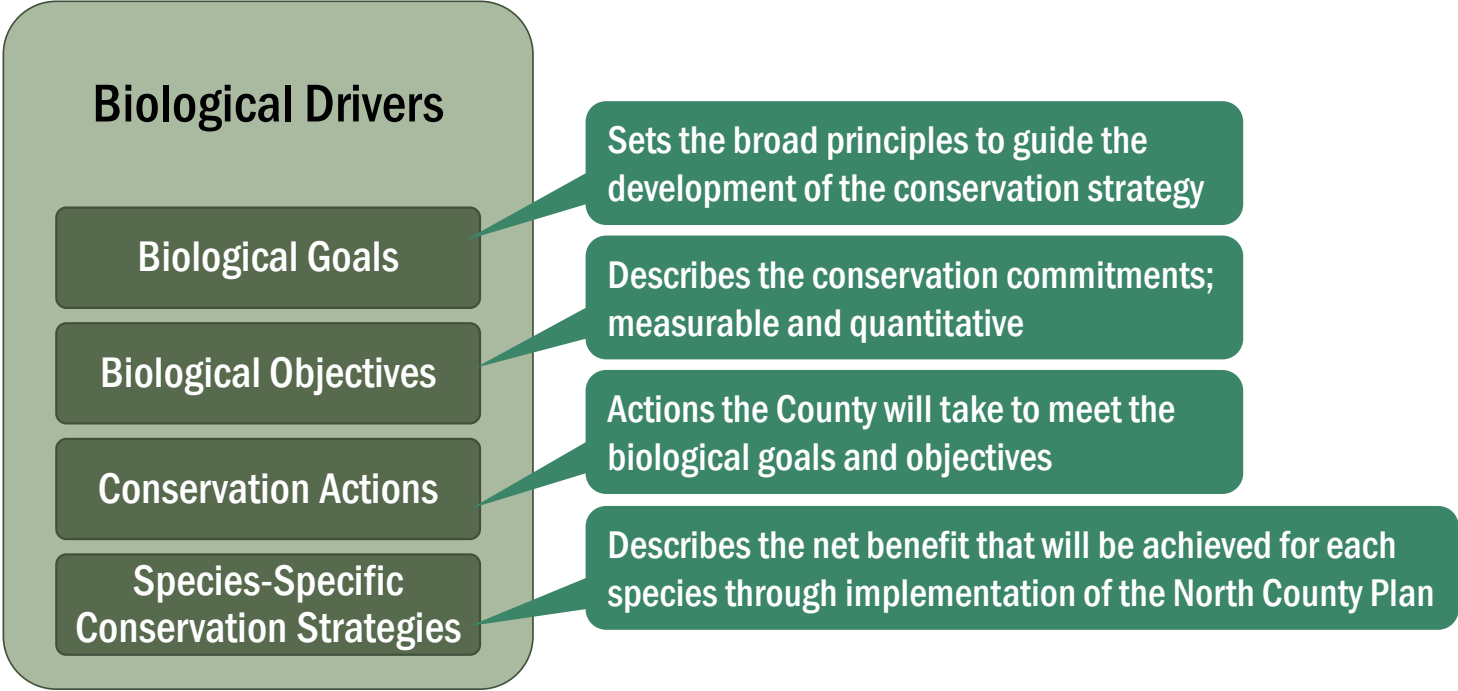 Biological Drivers
Biological Goals
Sets the broad principles to guide the
development of the conservation strategy
Biological Objectives
Describes the conservation commitments;
measurable and quantitative
Conservation Actions
Actions the County will take to meet the
biological goals and objectives
Species-Specific
Conservation Strategies
Describes the net benefit that will be achieved for each
species through implementation of the North County Plan